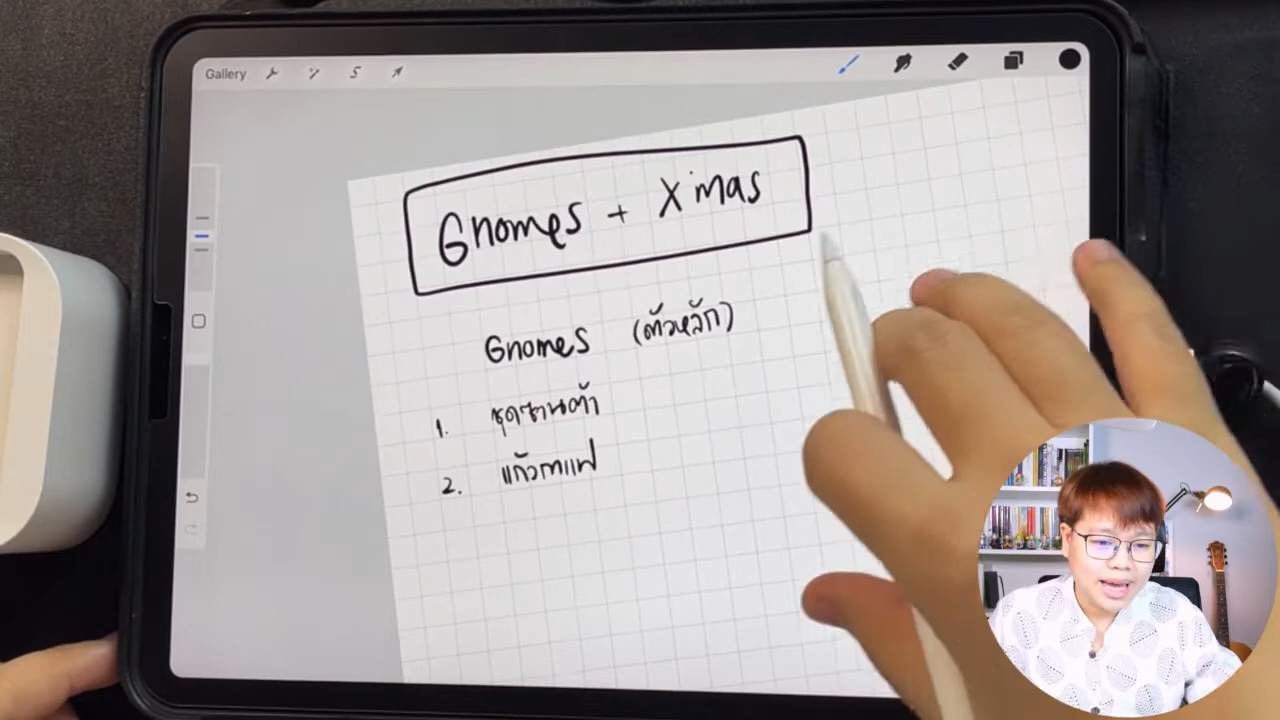 Gallery
Gnomes + X'mas
Gnomes (ตัวหลัก)
1. ชุดซานต้า
2. แก้วกาแฟ